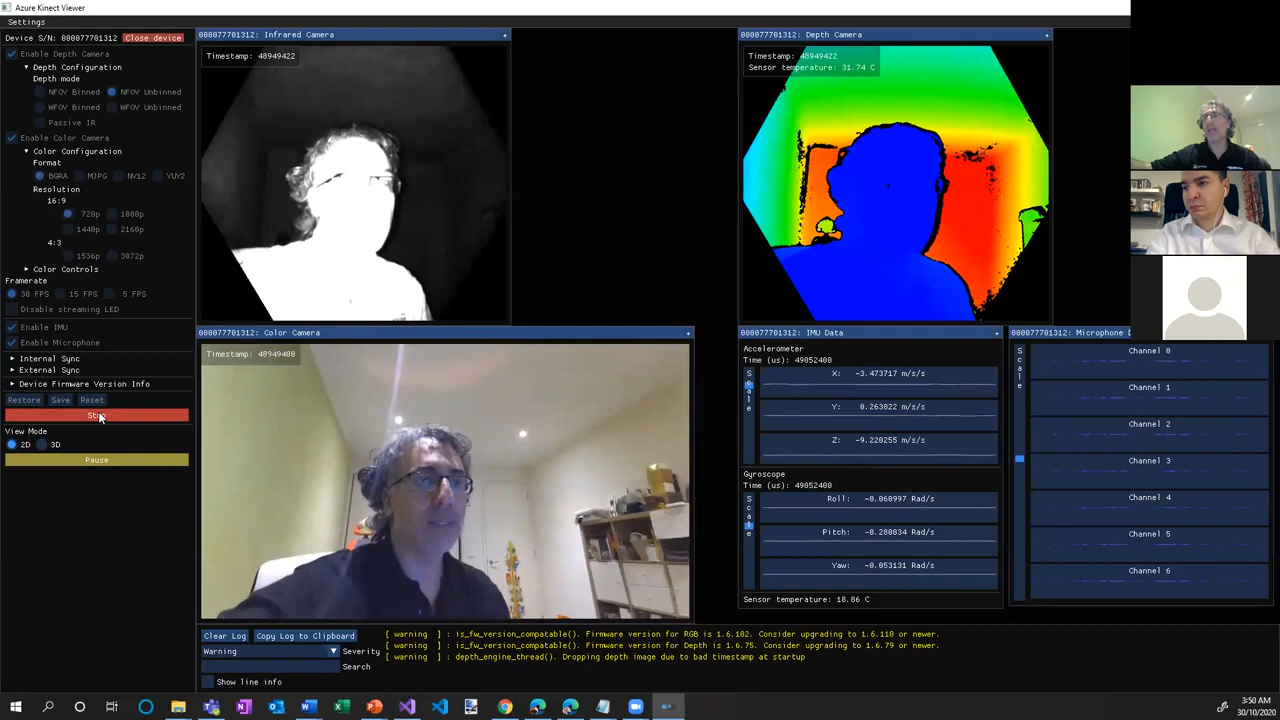 Azure Kinect Viewer
Settings
Device S/N: 000077701312 Close device
Enable Depth Camera
Depth Configuration
Depth mode
NFOV Binned NFOV Unbinned
WFOV Binned WFOV Unbinned
Passive IR
Enable Color Camera
Color Configuration
Format
BGRA MJPG NV12 YUY2
Resolution
16:9
720p 1080p
1440p 2160p
4:3
1536p 3072p
Color Controls
Framerate
30 FPS 15 FPS 5 FPS
Disable streaming LED
Enable IMU
Enable Microphone
Internal Sync
External Sync
Device Firmware Version Info
Restore Save Reset
View Mode
2D 3D
Pause
000077701312: Infrared Camera
Timestamp: 48949422
000077701312: Depth Camera
Timestamp: 48949422
Sensor temperature: 31.74 C
000077701312: Color Camera
Timestamp: 48949400
000077701312: IMU Data
Accelerometer
Time (us): 49052400
Scale
X: -3.473717 m/s/s
Y: 0.263822 m/s/s
Z: -9.220255 m/s/s
Gyroscope
Time (us): 49052400
Scale
Roll: -0.060997 Rad/s
Pitch: -0.280834 Rad/s
Yaw: -0.053131 Rad/s
Sensor temperature: 18.86 C
000077701312: Microphone D
Scale
Channel 0
Channel 1
Channel 2
Channel 3
Channel 4
Channel 5
Channel 6
Clear Log Copy Log to Clipboard
Warning Severity
Search
Show line info
[ warning ] : is_fw_version_compatable(). Firmware version for RGB is 1.6.102. Consider upgrading to 1.6.110 or newer.
[ warning ] : is_fw_version_compatable(). Firmware version for Depth is 1.6.75. Consider upgrading to 1.6.79 or newer.
[ warning ] : depth_engine_thread(). Dropping depth image due to bad timestamp at startup
3:50 AM
30/10/2020